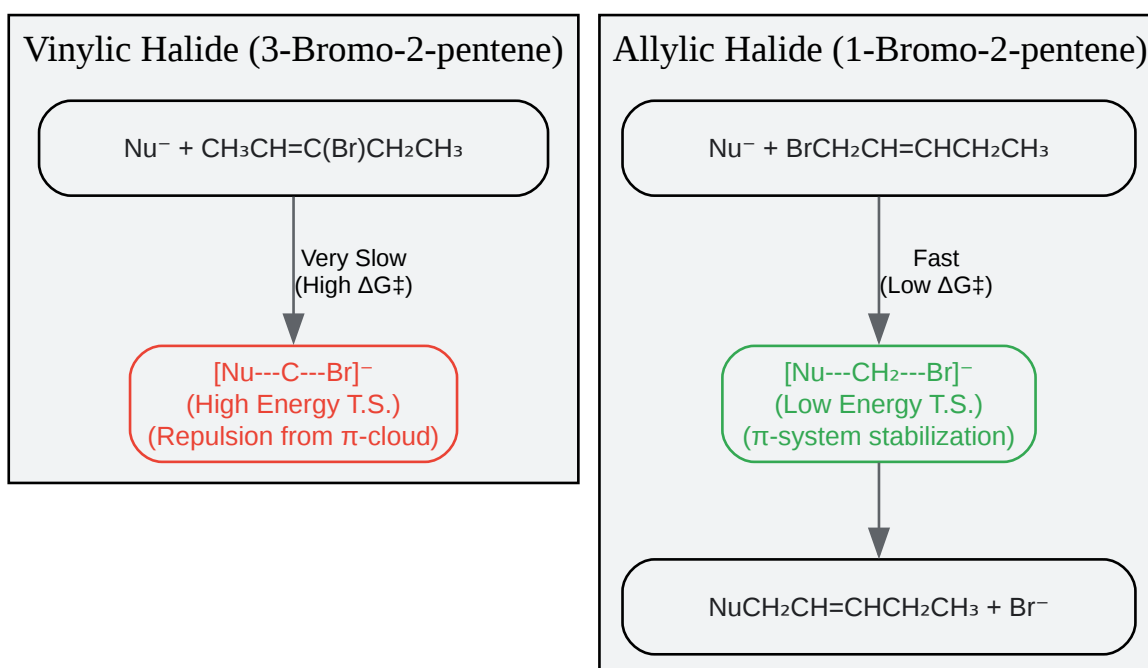 Vinylic Halide (3-Bromo-2-pentene)
Nu⁻ + CH₃CH=C(Br)CH₂CH₃
Very Slow
(High ΔG‡)
[Nu---C---Br]⁻
(High Energy T.S.)
(Repulsion from π-cloud)
Allylic Halide (1-Bromo-2-pentene)
Nu⁻ + BrCH₂CH=CHCH₂CH₃
Fast
(Low ΔG‡)
[Nu---CH₂---Br]⁻
(Low Energy T.S.)
(π-system stabilization)
NuCH₂CH=CHCH₂CH₃ + Br⁻